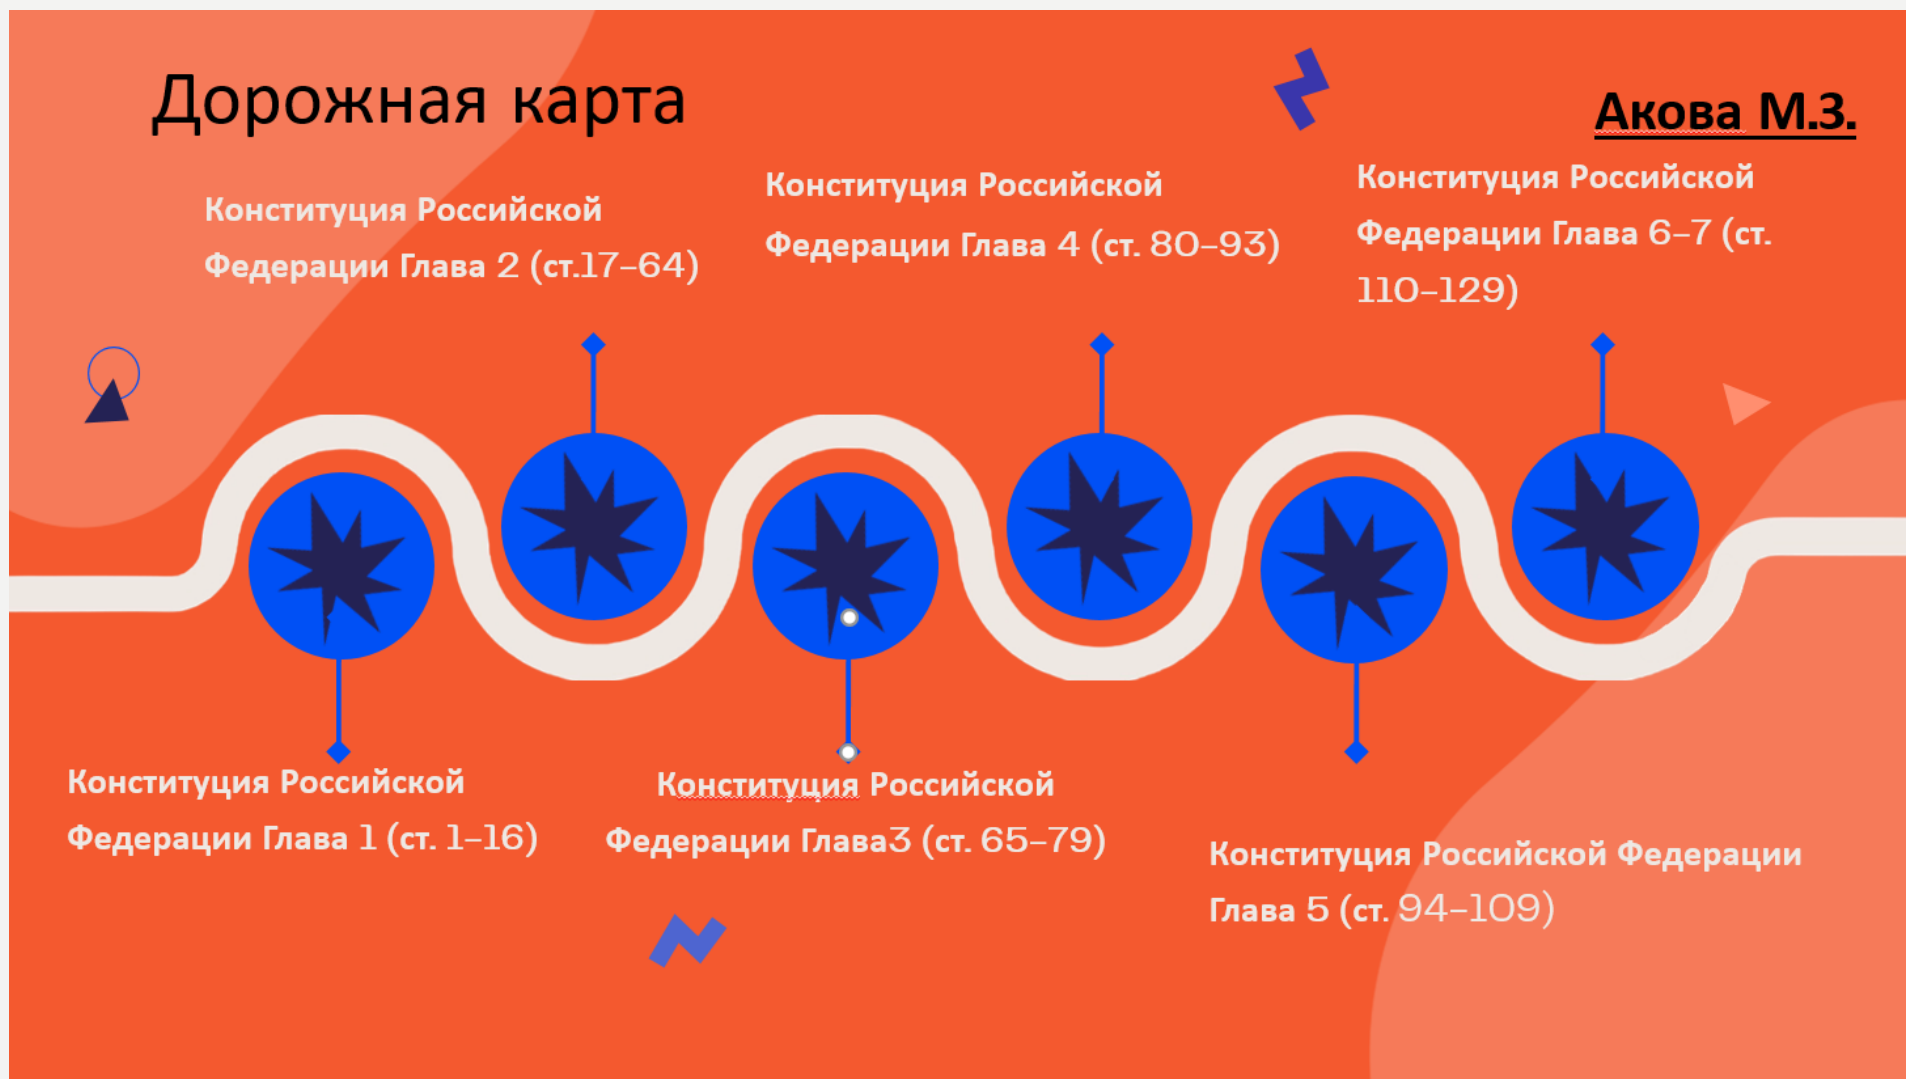 Дорожная карта
Акова М.З.
Конституция Российской
Федерации Глава 2 (ст.17–64)
Конституция Российской
Федерации Глава 4 (ст. 80–93)
Конституция Российской
Федерации Глава 6–7 (ст.
110–129)
Конституция Российской
Федерации Глава 1 (ст. 1–16)
Конституция Российской
Федерации Глава3 (ст. 65–79)
Конституция Российской Федерации
Глава 5 (ст. 94–109)